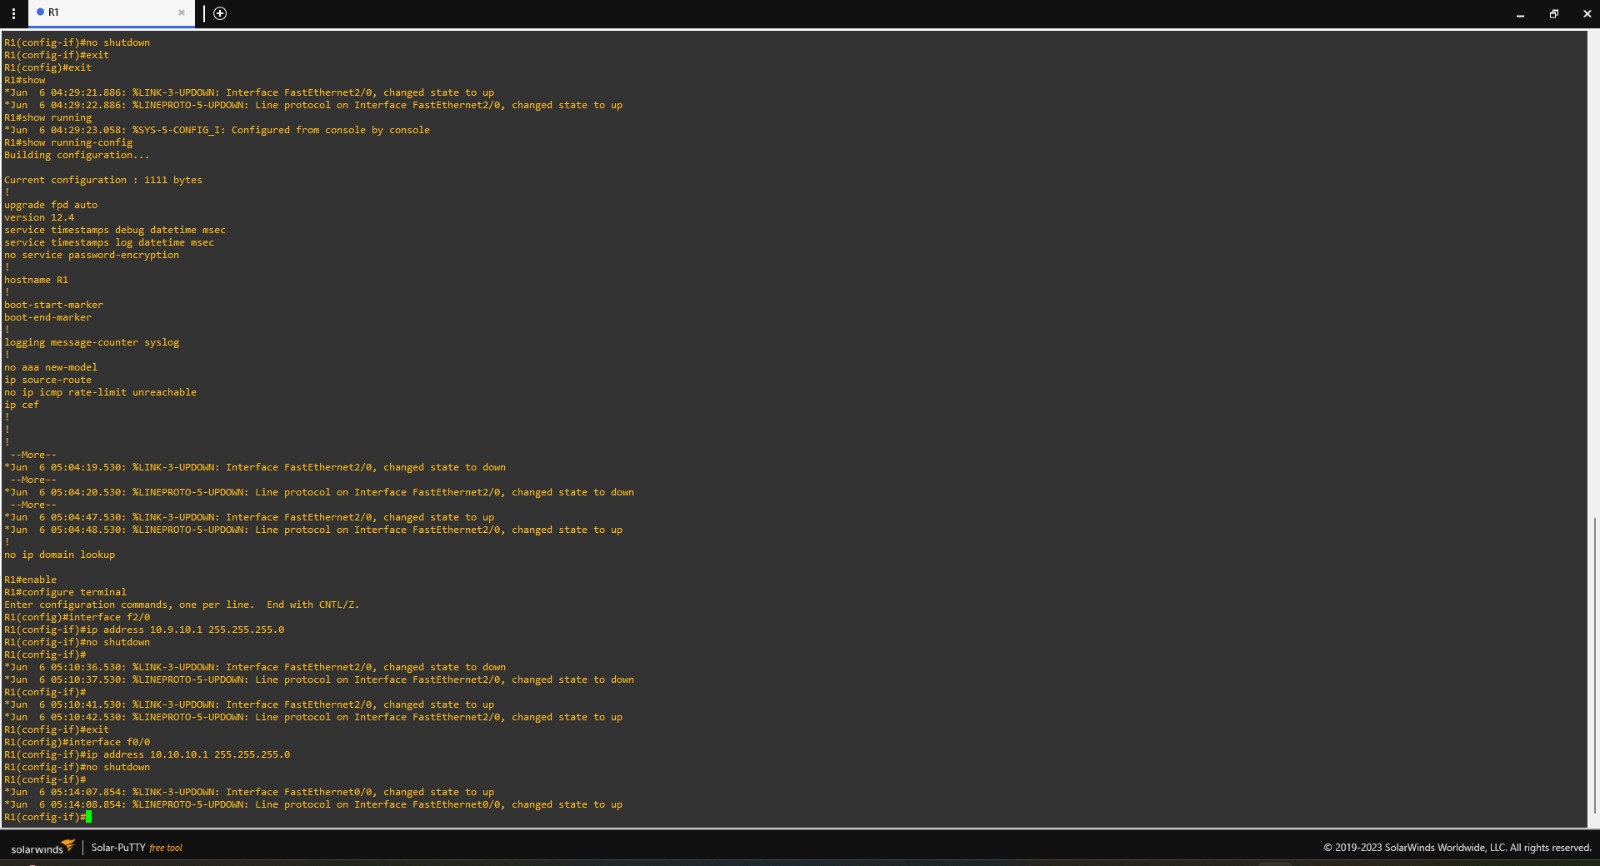 R1
R1(config-if)#no shutdown
R1(config-if)#exit
R1(config)#exit
R1#show
*Jun  6 04:29:21.886: %LINK-3-UPDOWN: Interface FastEthernet2/0, changed state to up
*Jun  6 04:29:22.886: %LINEPROTO-5-UPDOWN: Line protocol on Interface FastEthernet2/0, changed state to up
R1#show running
*Jun  6 04:29:23.058: %SYS-5-CONFIG_I: Configured from console by console
R1#show running-config
Building configuration...
Current configuration : 1111 bytes
!
upgrade fpd auto
version 12.4
service timestamps debug datetime msec
service timestamps log datetime msec
no service password-encryption
!
hostname R1
!
boot-start-marker
boot-end-marker
!
logging message-counter syslog
!
no aaa new-model
ip source-route
no ip icmp rate-limit unreachable
ip cef
!
!
!
 --More--
*Jun  6 05:04:19.530: %LINK-3-UPDOWN: Interface FastEthernet2/0, changed state to down
 --More--
*Jun  6 05:04:20.530: %LINEPROTO-5-UPDOWN: Line protocol on Interface FastEthernet2/0, changed state to down
 --More--
*Jun  6 05:04:47.530: %LINK-3-UPDOWN: Interface FastEthernet2/0, changed state to up
*Jun  6 05:04:48.530: %LINEPROTO-5-UPDOWN: Line protocol on Interface FastEthernet2/0, changed state to up
!
no ip domain lookup
R1#enable
R1#configure terminal
Enter configuration commands, one per line.  End with CNTL/Z.
R1(config)#interface f2/0
R1(config-if)#ip address 10.9.10.1 255.255.255.0
R1(config-if)#no shutdown
R1(config-if)#
*Jun  6 05:10:36.530: %LINK-3-UPDOWN: Interface FastEthernet2/0, changed state to down
*Jun  6 05:10:37.530: %LINEPROTO-5-UPDOWN: Line protocol on Interface FastEthernet2/0, changed state to down
R1(config-if)#
*Jun  6 05:10:41.530: %LINK-3-UPDOWN: Interface FastEthernet2/0, changed state to up
*Jun  6 05:10:42.530: %LINEPROTO-5-UPDOWN: Line protocol on Interface FastEthernet2/0, changed state to up
R1(config-if)#exit
R1(config)#interface f0/0
R1(config-if)#ip address 10.10.10.1 255.255.255.0
R1(config-if)#no shutdown
R1(config-if)#
*Jun  6 05:14:07.854: %LINK-3-UPDOWN: Interface FastEthernet0/0, changed state to up
*Jun  6 05:14:08.854: %LINEPROTO-5-UPDOWN: Line protocol on Interface FastEthernet0/0, changed state to up
R1(config-if)#
solarwinds Solar-PuTTY free tool © 2019-2023 SolarWinds Worldwide, LLC. All rights reserved.